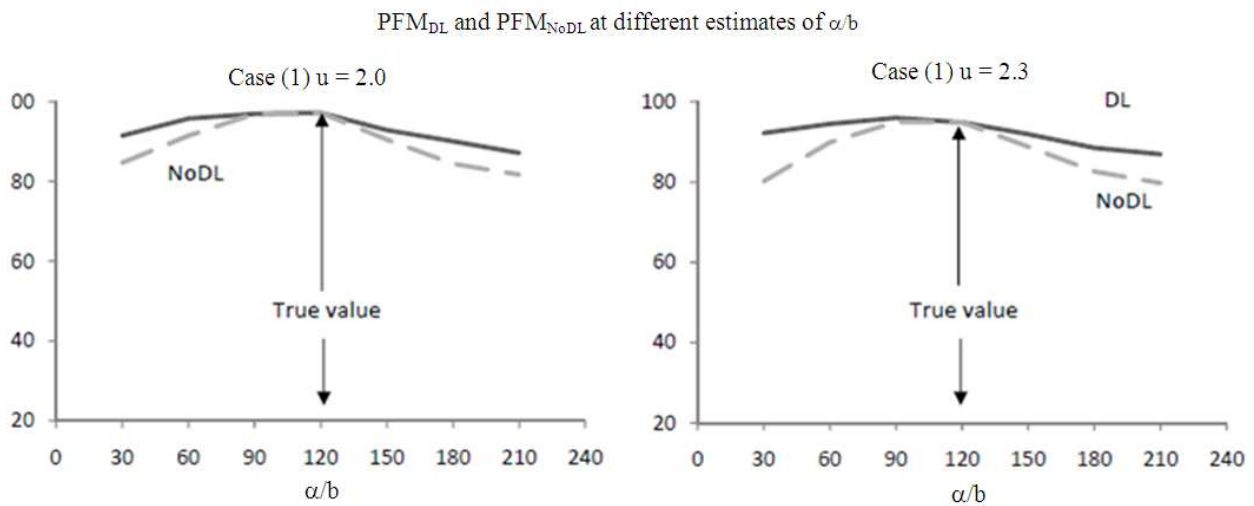 PFMDL and PFMNoDL at different estimates of α/b
Case (1) u = 2.0
00
80
60
40
20
0 30 60 90 120 150 180 210 240
NoDL
True value
α/b
Case (1) u = 2.3
100
80
60
40
20
0 30 60 90 120 150 180 210 240
DL
NoDL
True value
α/b